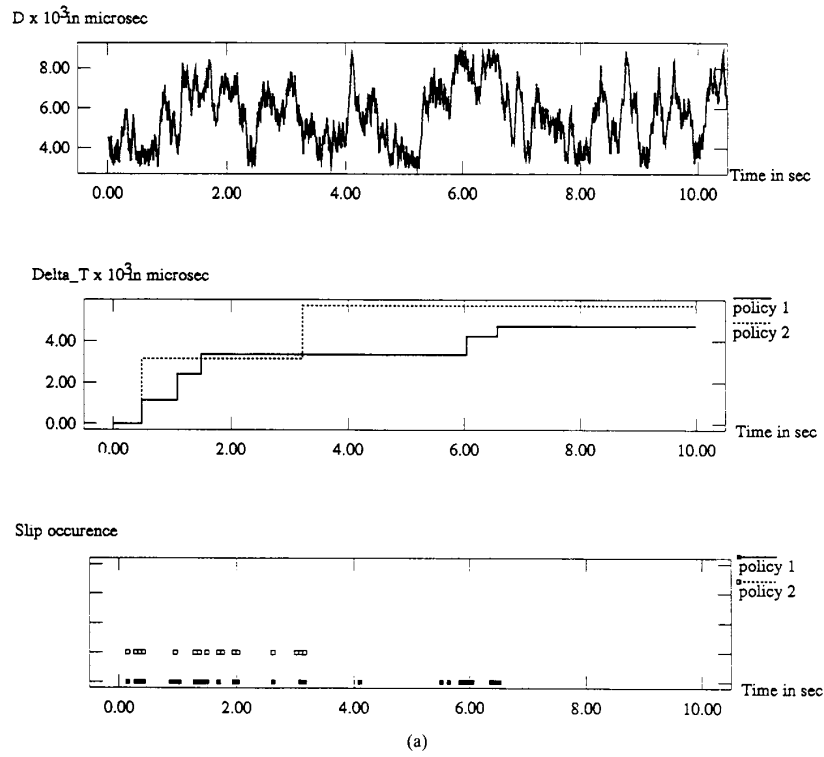 D x 10³in microsec
8.00
6.00
4.00
Time in sec
0.00 2.00 4.00 6.00 8.00 10.00
Delta_T x 10³in microsec
policy 1
policy 2
4.00
2.00
0.00
Time in sec
0.00 2.00 4.00 6.00 8.00 10.00
Slip occurence
policy 1
policy 2
Time in sec
0.00 2.00 4.00 6.00 8.00 10.00
(a)